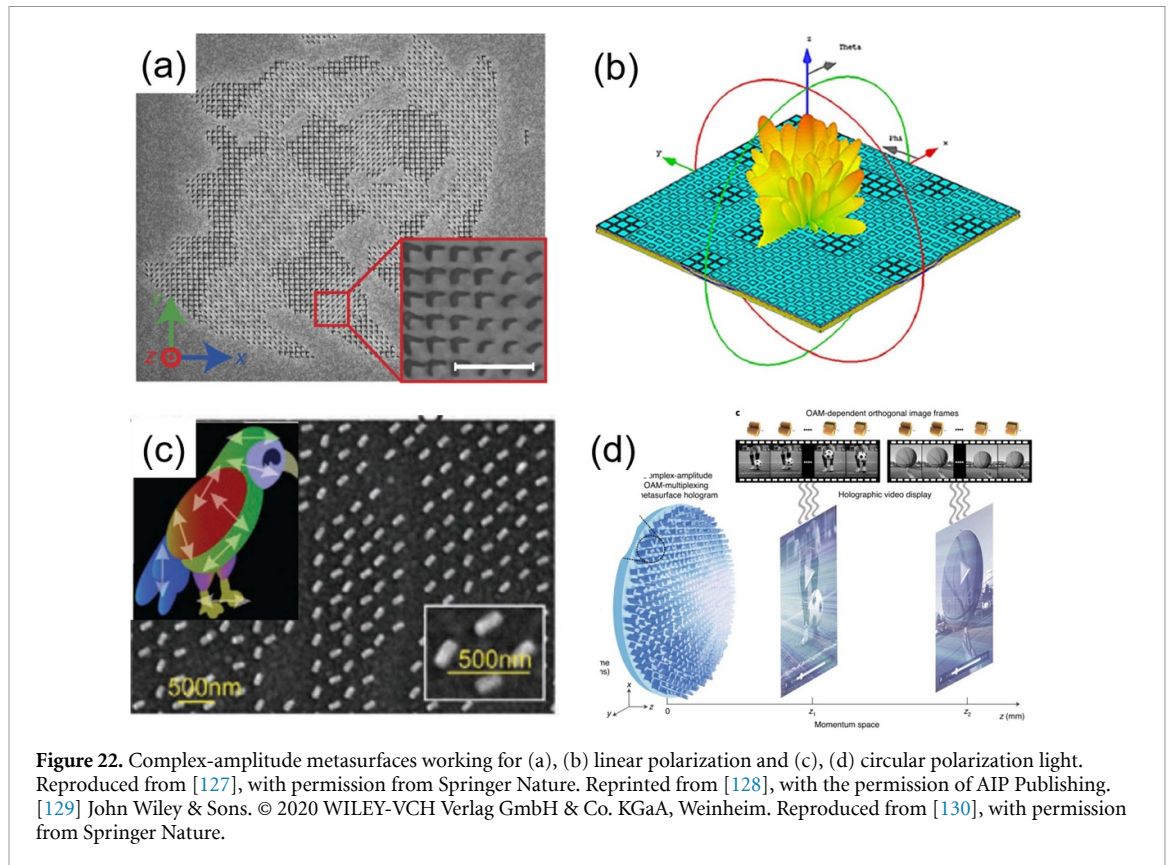 (a)
Y
Z
x
(b)
z
Theta
Phi
y
x
(c)
500nm
500nm
(d)
c
OAM-dependent orthogonal image frames
omplex-amplitude
OAM-multiplexing
netasurface hologram
Holographic video display
me
ns)
x
y
z
0
z₁
z₂
z (mm)
Momentum space
Figure 22. Complex-amplitude metasurfaces working for (a), (b) linear polarization and (c), (d) circular polarization light.
Reproduced from [127], with permission from Springer Nature. Reprinted from [128], with the permission of AIP Publishing.
[129] John Wiley & Sons. © 2020 WILEY-VCH Verlag GmbH & Co. KGaA, Weinheim. Reproduced from [130], with permission
from Springer Nature.